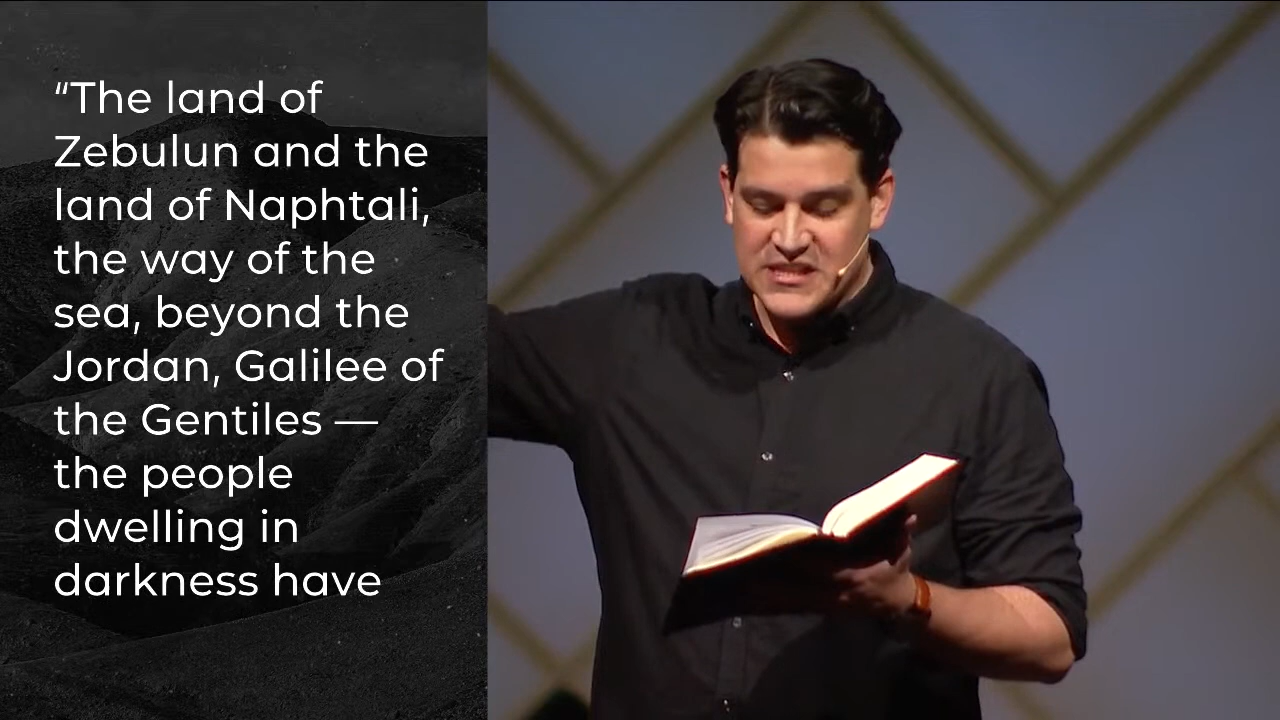 “The land of
Zebulun and the
land of Naphtali,
the way of the
sea, beyond the
Jordan, Galilee of
the Gentiles —
the people
dwelling in
darkness have